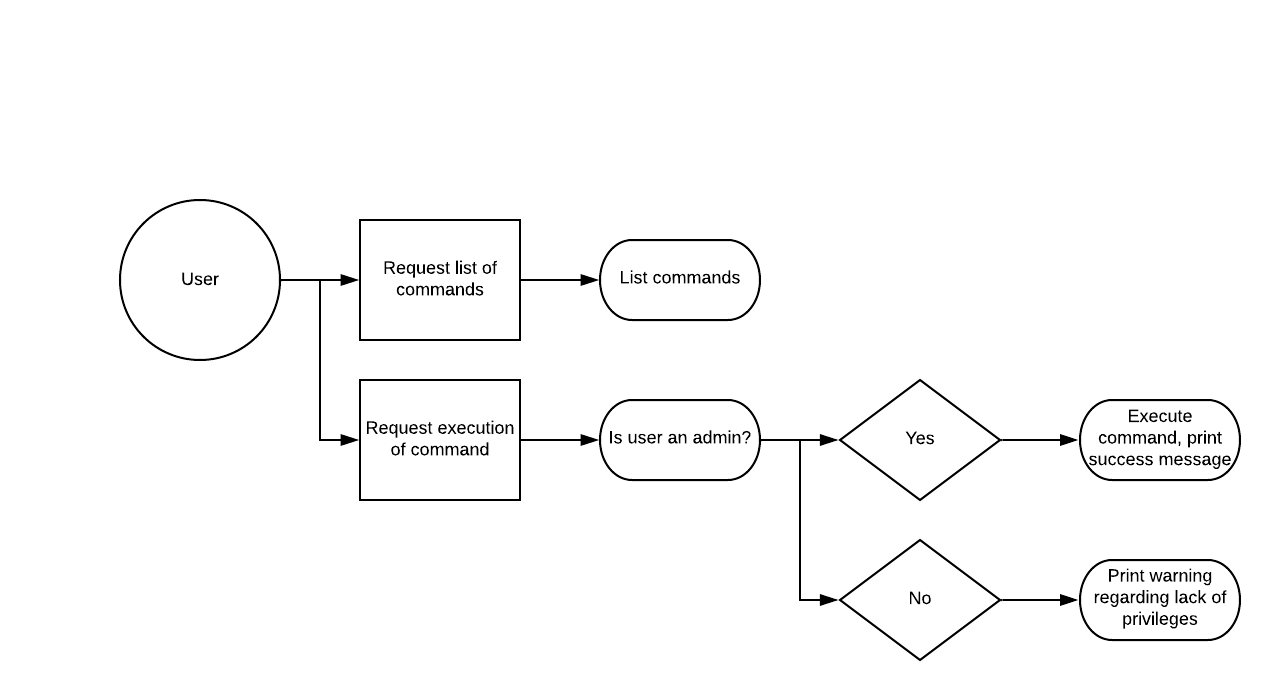 User
Request list of
commands
List commands
Request execution
of command
Is user an admin?
Yes
Execute
command, print
success message
No
Print warning
regarding lack of
privileges